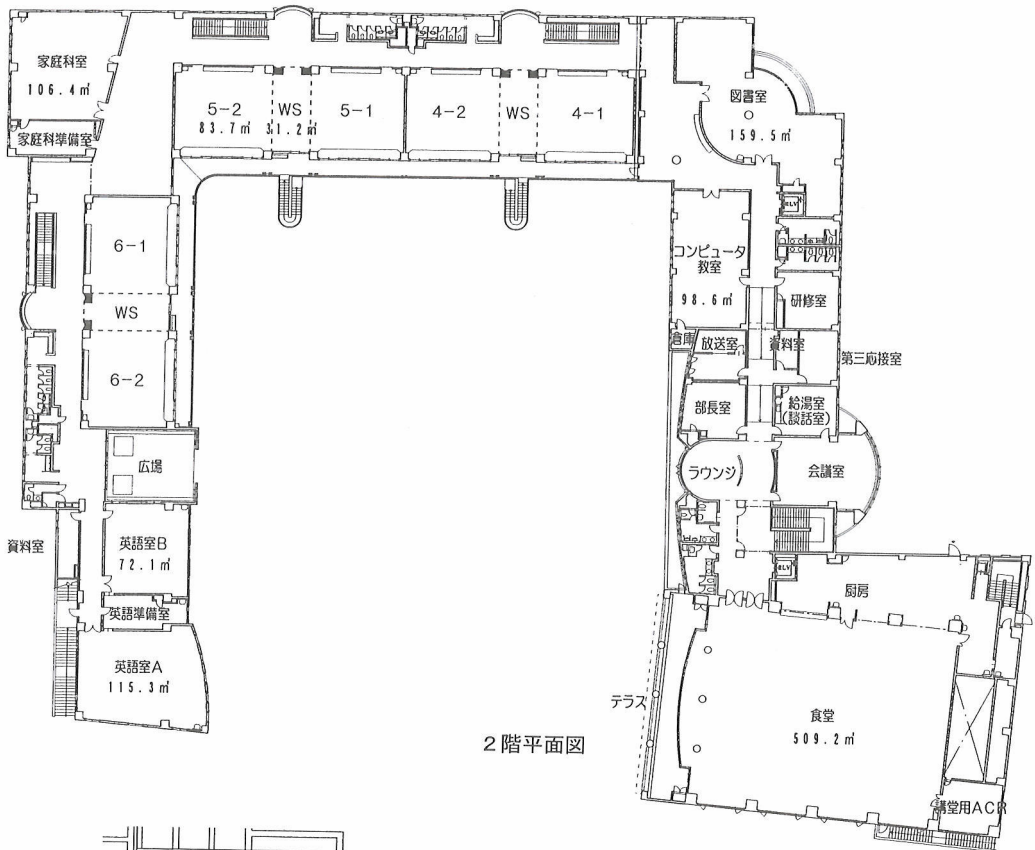 家庭科室
106.4㎡
家庭科準備室
5-2
83.7㎡
WS
31.2㎡
5-1
4-2
WS
4-1
図書室
159.5㎡
ELV
6-1
WS
6-2
コンピュータ
教室
98.6㎡
研修室
倉庫
放送室
資料室
第三応接室
部長室
給湯室
(談話室)
広場
ラウンジ
会議室
資料室
英語室B
72.1㎡
英語準備室
英語室A
115.3㎡
ELV
厨房
テラス
食堂
509.2㎡
2階平面図
講堂用ACR